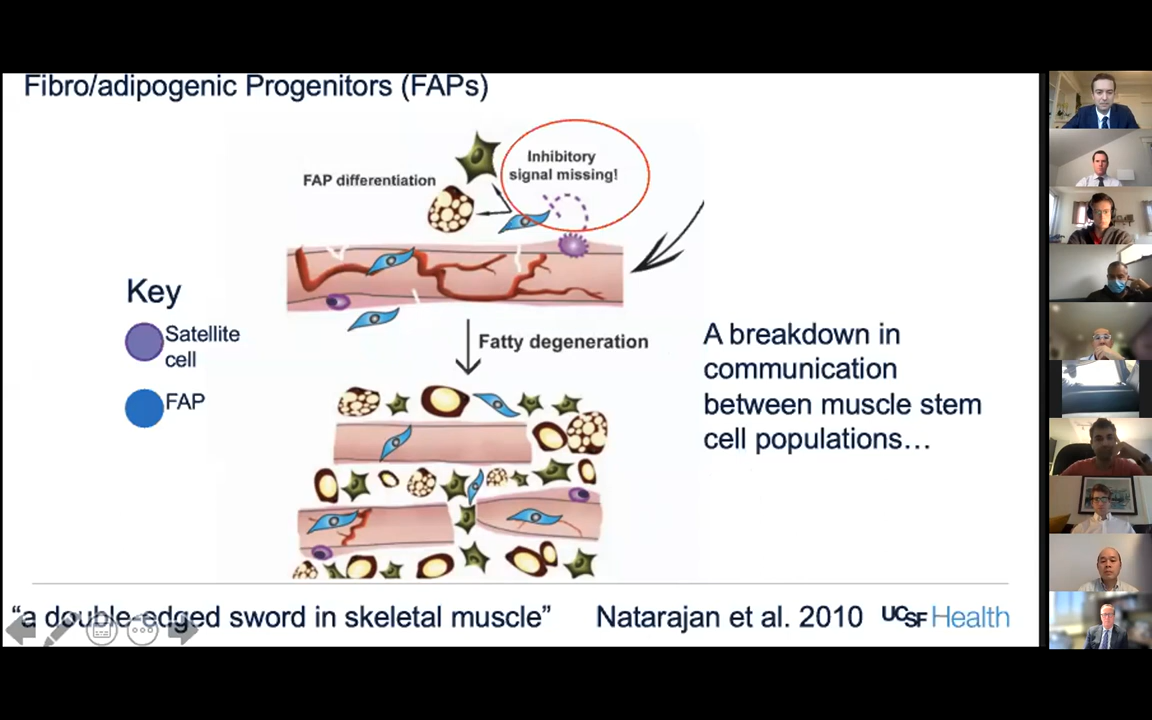 Fibro/adipogenic Progenitors (FAPs)
Inhibitory
signal missing!
FAP differentiation
Key
Satellite
cell
FAP
Fatty degeneration
A breakdown in
communication
between muscle stem
cell populations…
“a double-edged sword in skeletal muscle”
Natarajan et al. 2010
UCSF Health